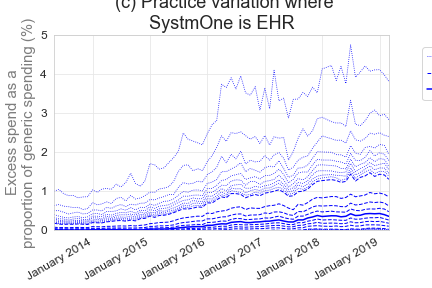 (c) Practice variation where
SystmOne is EHR
Excess spend as a
proportion of generic spending (%)
5
4
3
2
1
0
January 2014
January 2015
January 2016
January 2017
January 2018
January 2019